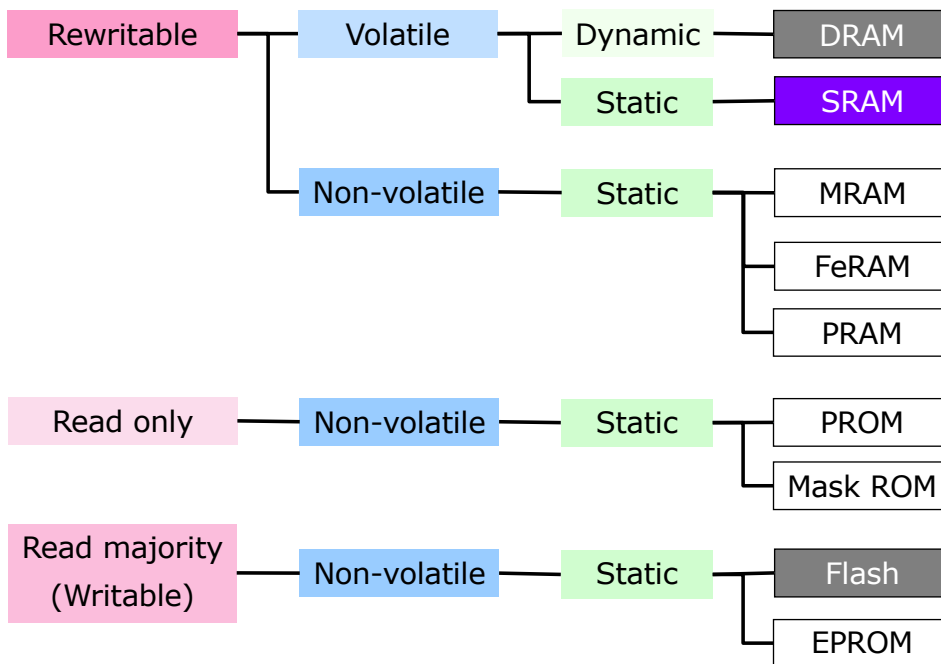 Rewritable
Volatile
Dynamic
DRAM
Static
SRAM
Non-volatile
Static
MRAM
FeRAM
PRAM
Read only
Non-volatile
Static
PROM
Mask ROM
Read majority
(Writable)
Non-volatile
Static
Flash
EPROM